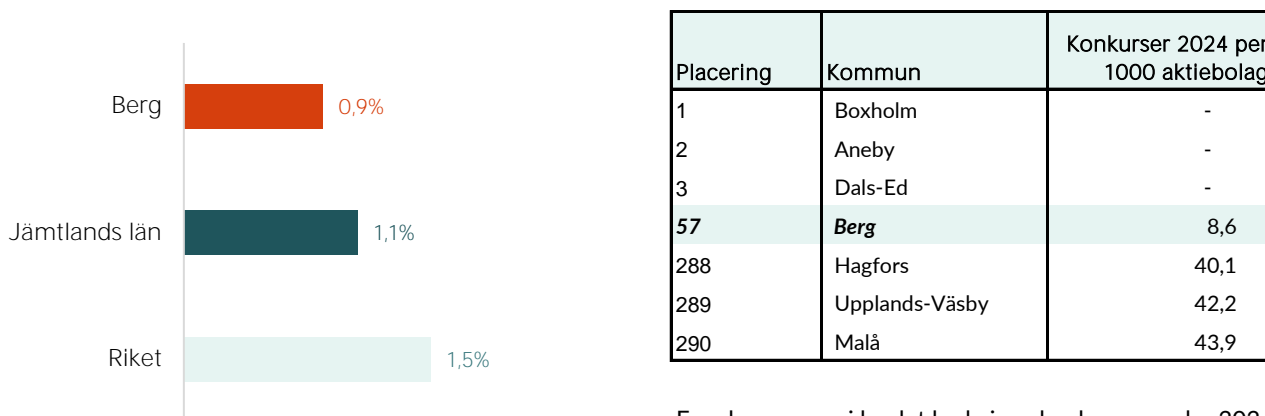 Berg 0,9%
Jämtlands län 1,1%
Riket 1,5%
Placering Kommun Konkurser 2024 per 1000 aktiebolag
1 Boxholm -
2 Aneby -
3 Dals-Ed -
57 Berg 8,6
288 Hagfors 40,1
289 Upplands-Väsby 42,2
290 Malå 43,9